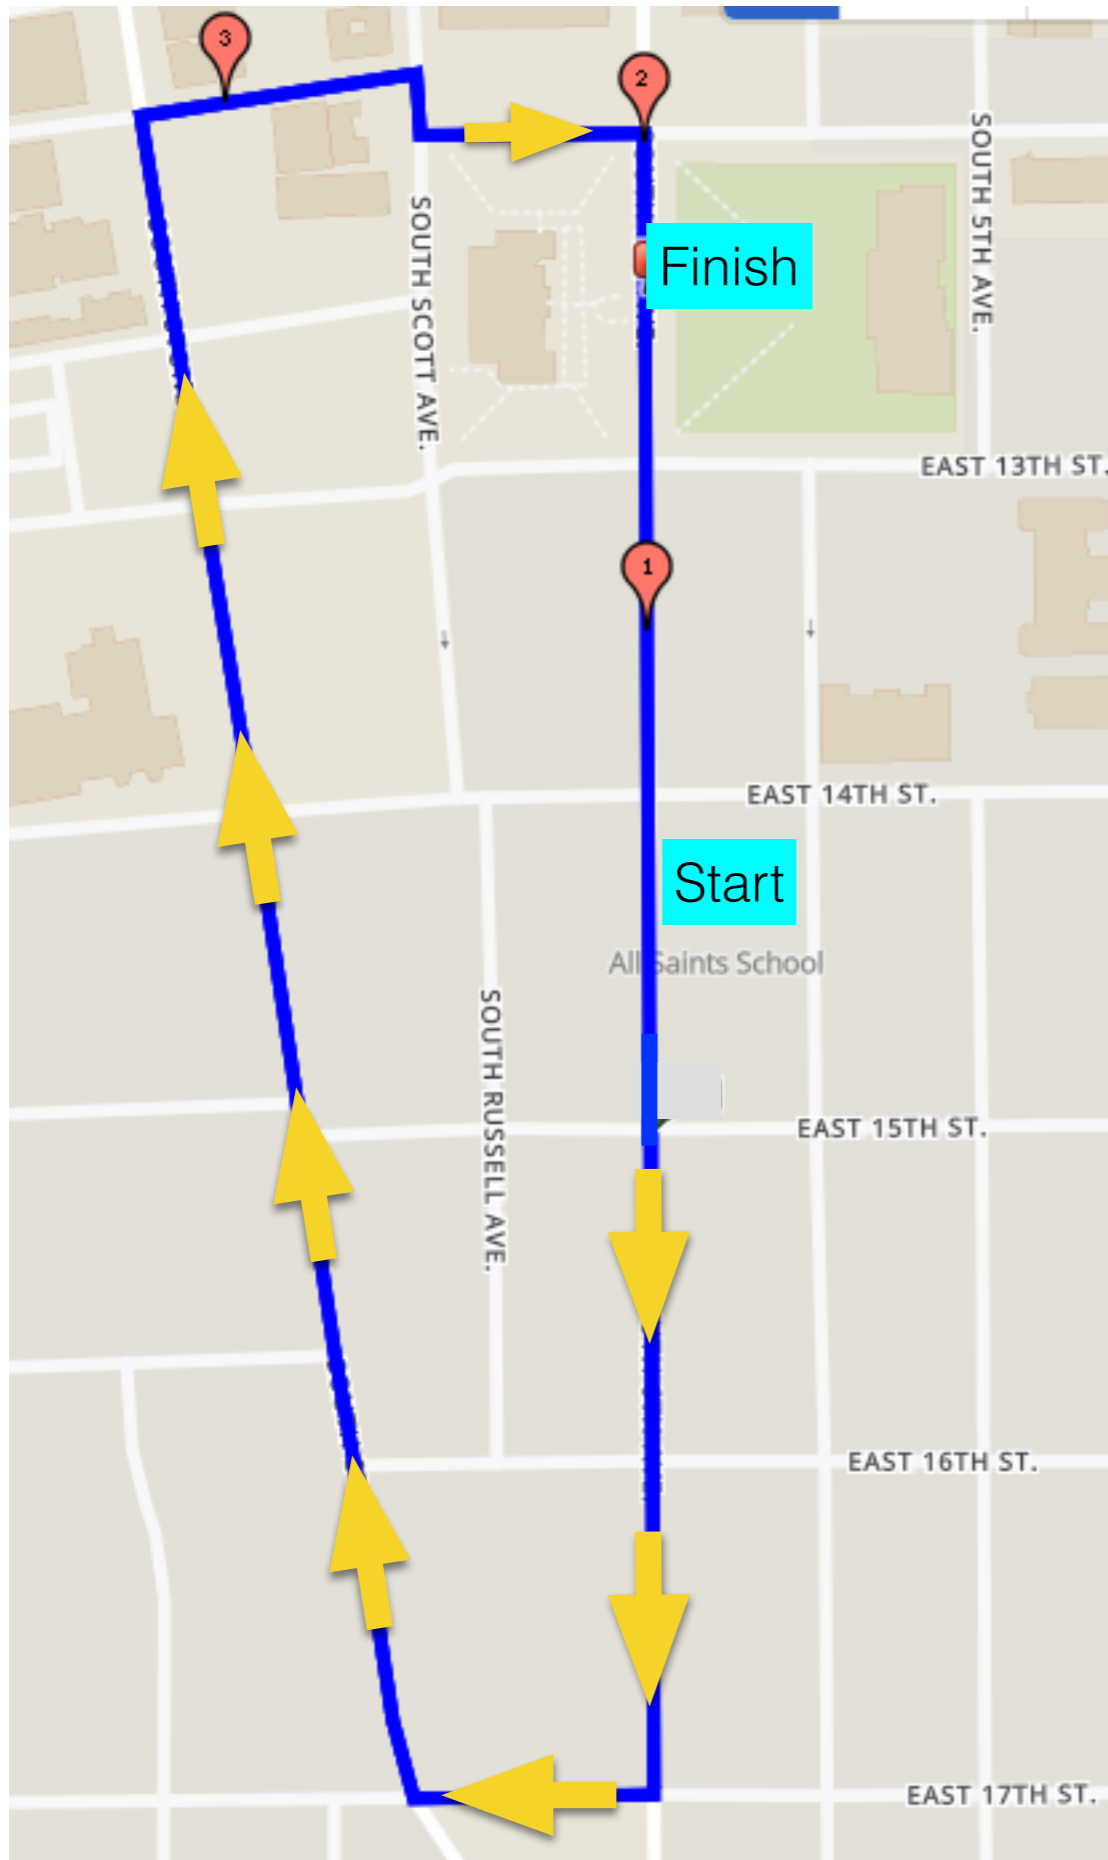 3
2
SOUTH 5TH AVE.
SOUTH SCOTT AVE.
Finish
EAST 13TH ST.
1
EAST 14TH ST.
Start
All Saints School
SOUTH RUSSELL AVE.
EAST 15TH ST.
EAST 16TH ST.
EAST 17TH ST.